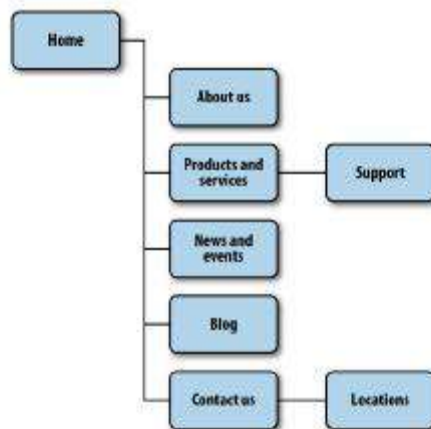 Home
About us
Products and
services
Support
News and
events
Blog
Contact us
Locations